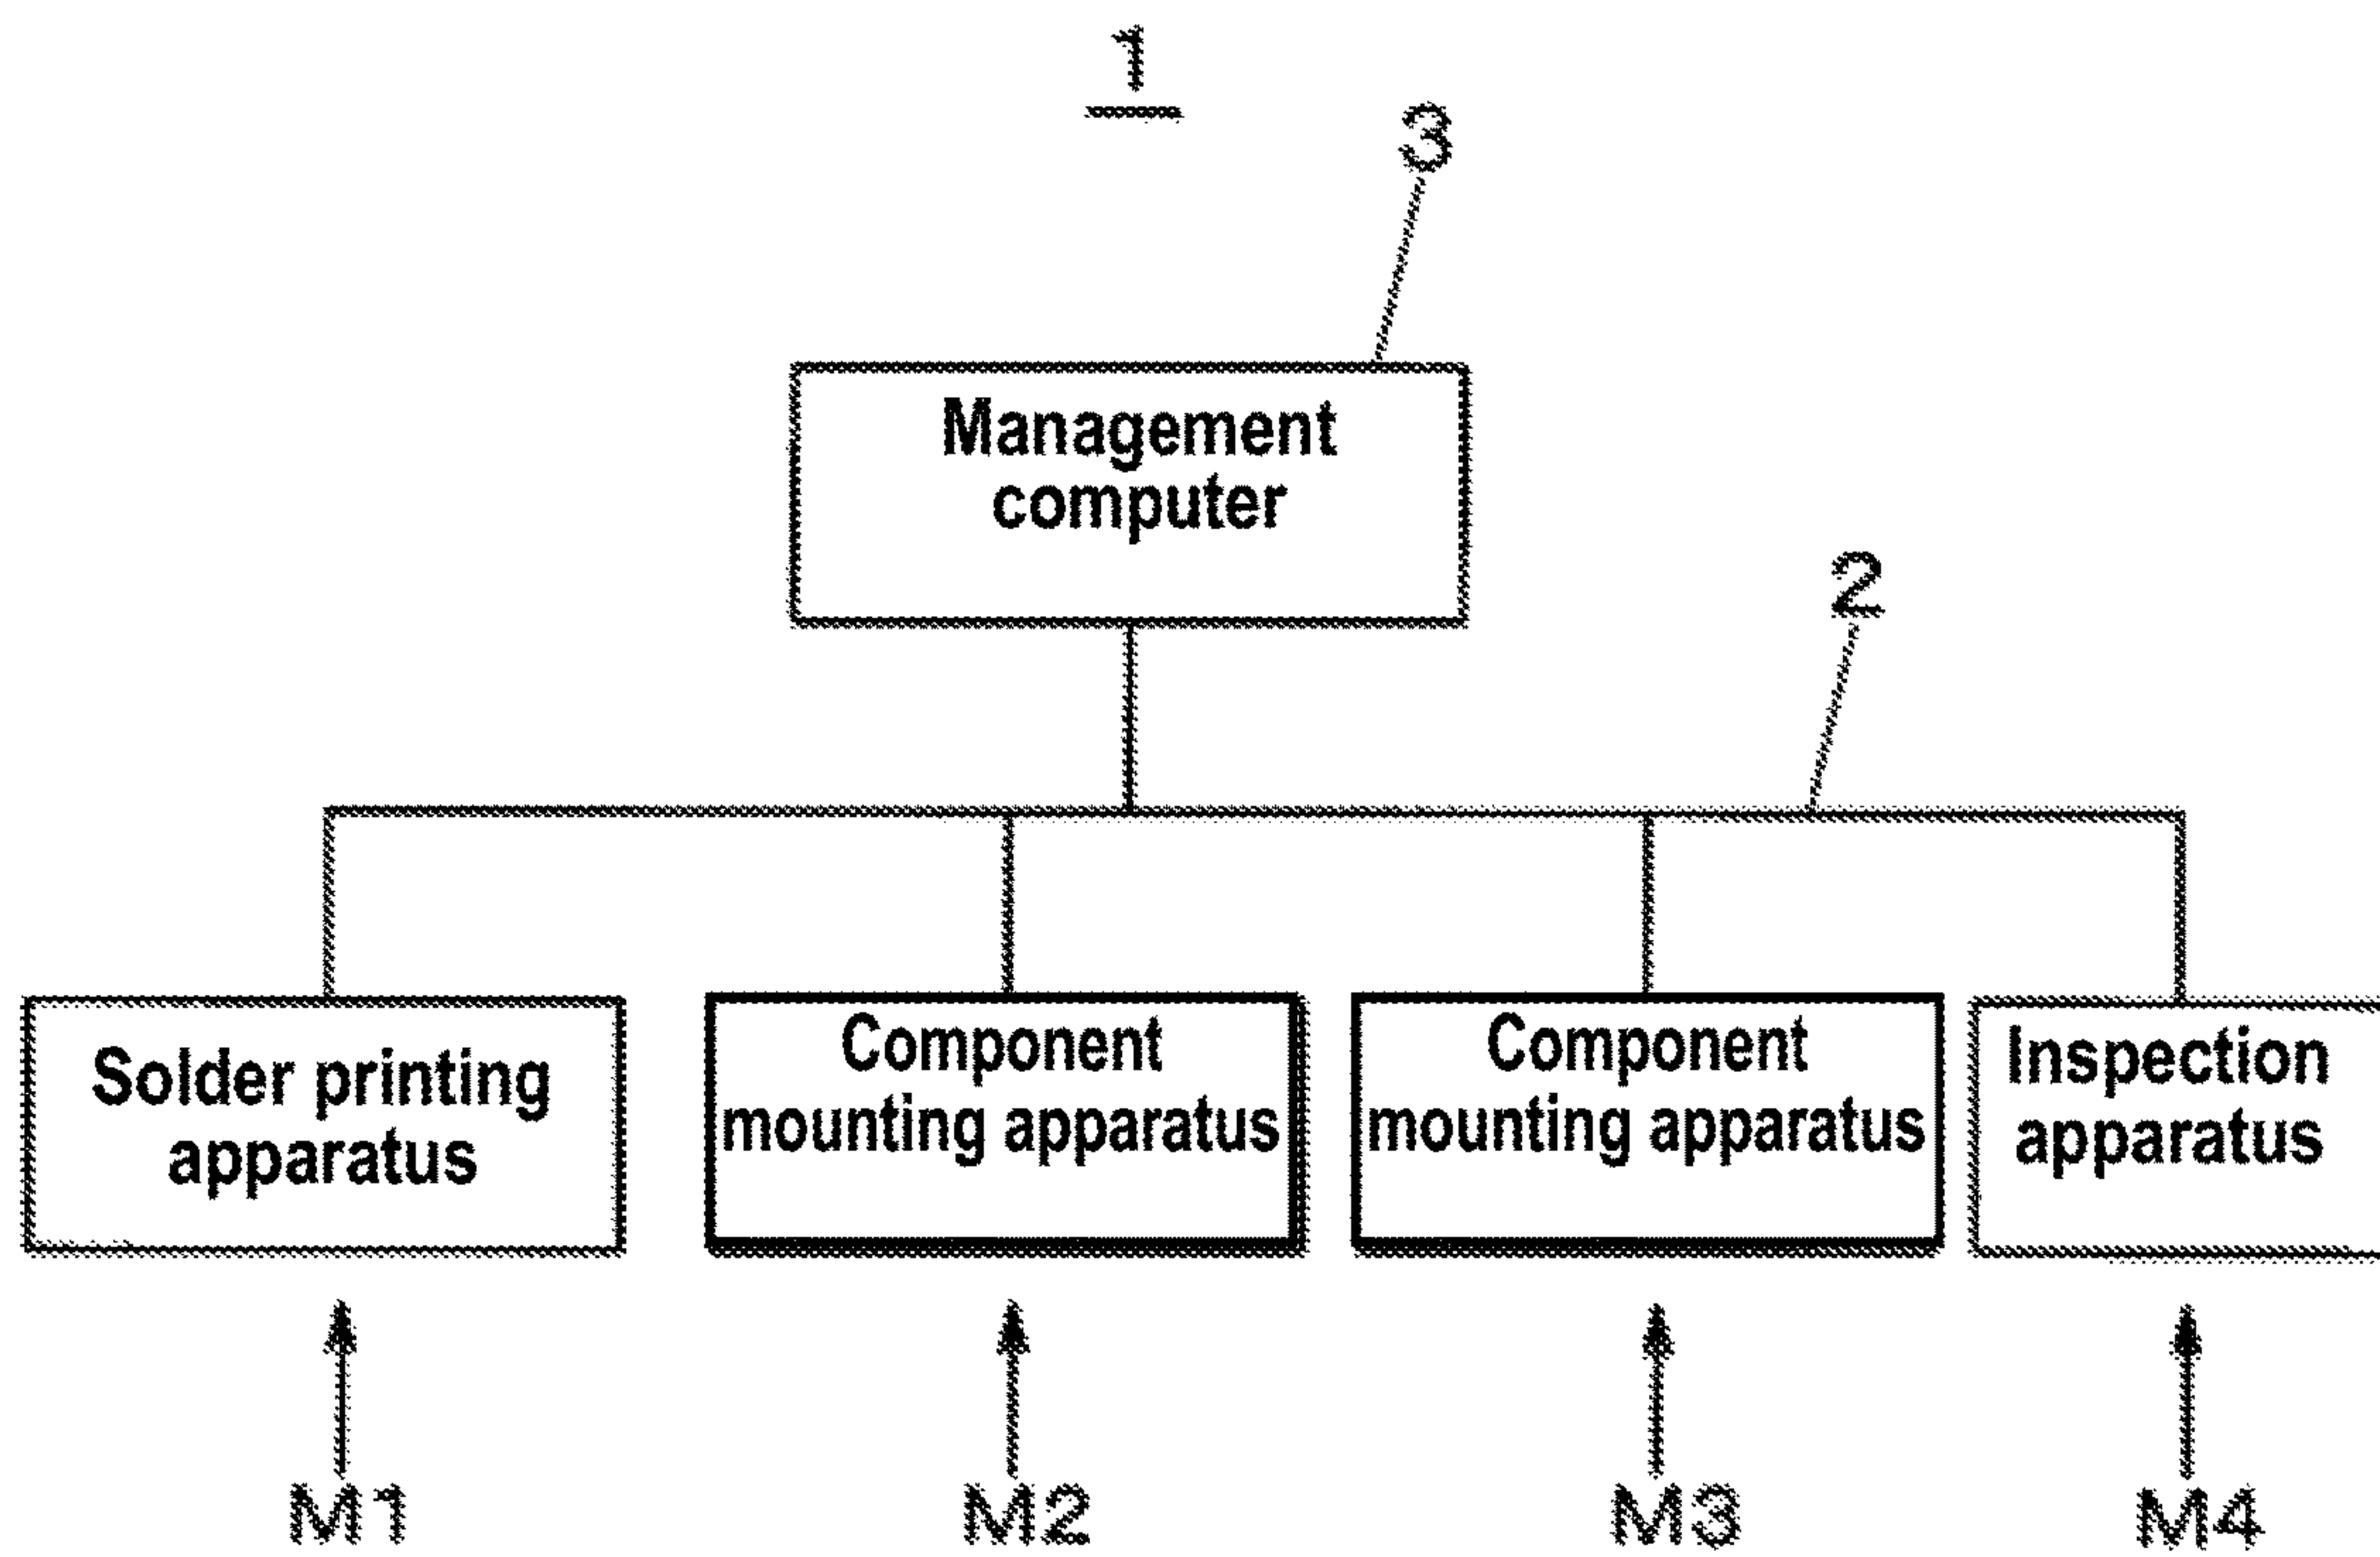 1
3
Management
computer
2
Solder printing
apparatus
Component
mounting apparatus
Component
mounting apparatus
Inspection
apparatus
M1
M2
M3
M4